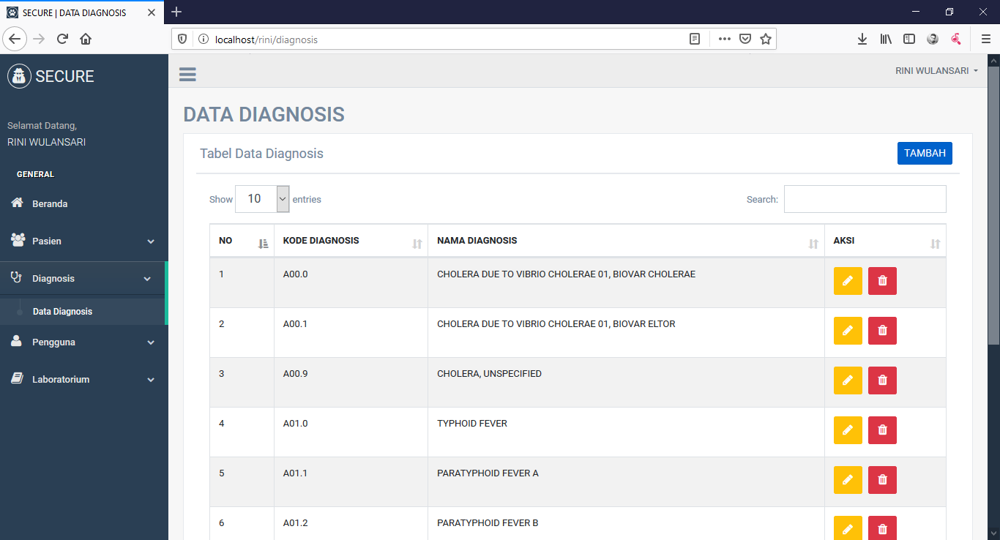 SECURE | DATA DIAGNOSIS
localhost/rini/diagnosis
SECURE
RINI WULANSARI
Selamat Datang,
RINI WULANSARI
GENERAL
Beranda
Pasien
Diagnosis
Data Diagnosis
Pengguna
Laboratorium
DATA DIAGNOSIS
Tabel Data Diagnosis TAMBAH
Show 10 entries Search:
NO KODE DIAGNOSIS NAMA DIAGNOSIS AKSI
1 A00.0 CHOLERA DUE TO VIBRIO CHOLERAE 01, BIOVAR CHOLERAE
2 A00.1 CHOLERA DUE TO VIBRIO CHOLERAE 01, BIOVAR ELTOR
3 A00.9 CHOLERA, UNSPECIFIED
4 A01.0 TYPHOID FEVER
5 A01.1 PARATYPHOID FEVER A
6 A01.2 PARATYPHOID FEVER B